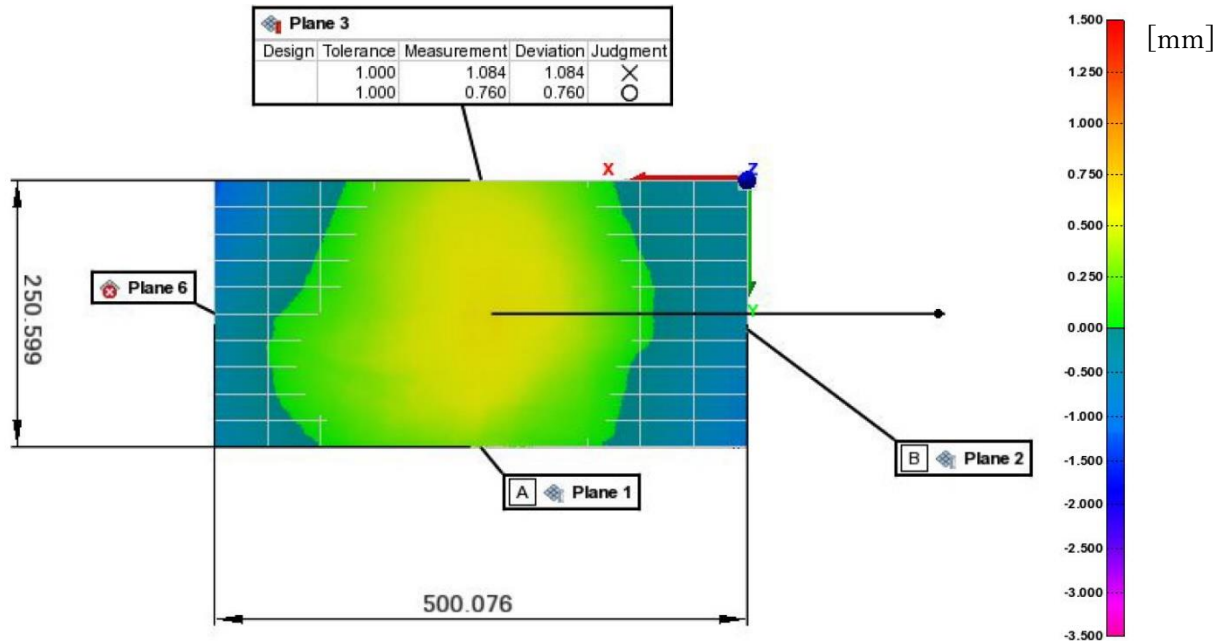 Plane 3
Design Tolerance Measurement Deviation Judgment
1.000 1.084 1.084 ×
1.000 0.760 0.760 ○
[mm]
1.500
1.250
1.000
0.750
0.500
0.250
0.000
-0.500
-1.000
-1.500
-2.000
-2.500
-3.000
-3.500
X
Z
Y
Plane 6
250.599
B Plane 2
A Plane 1
500.076